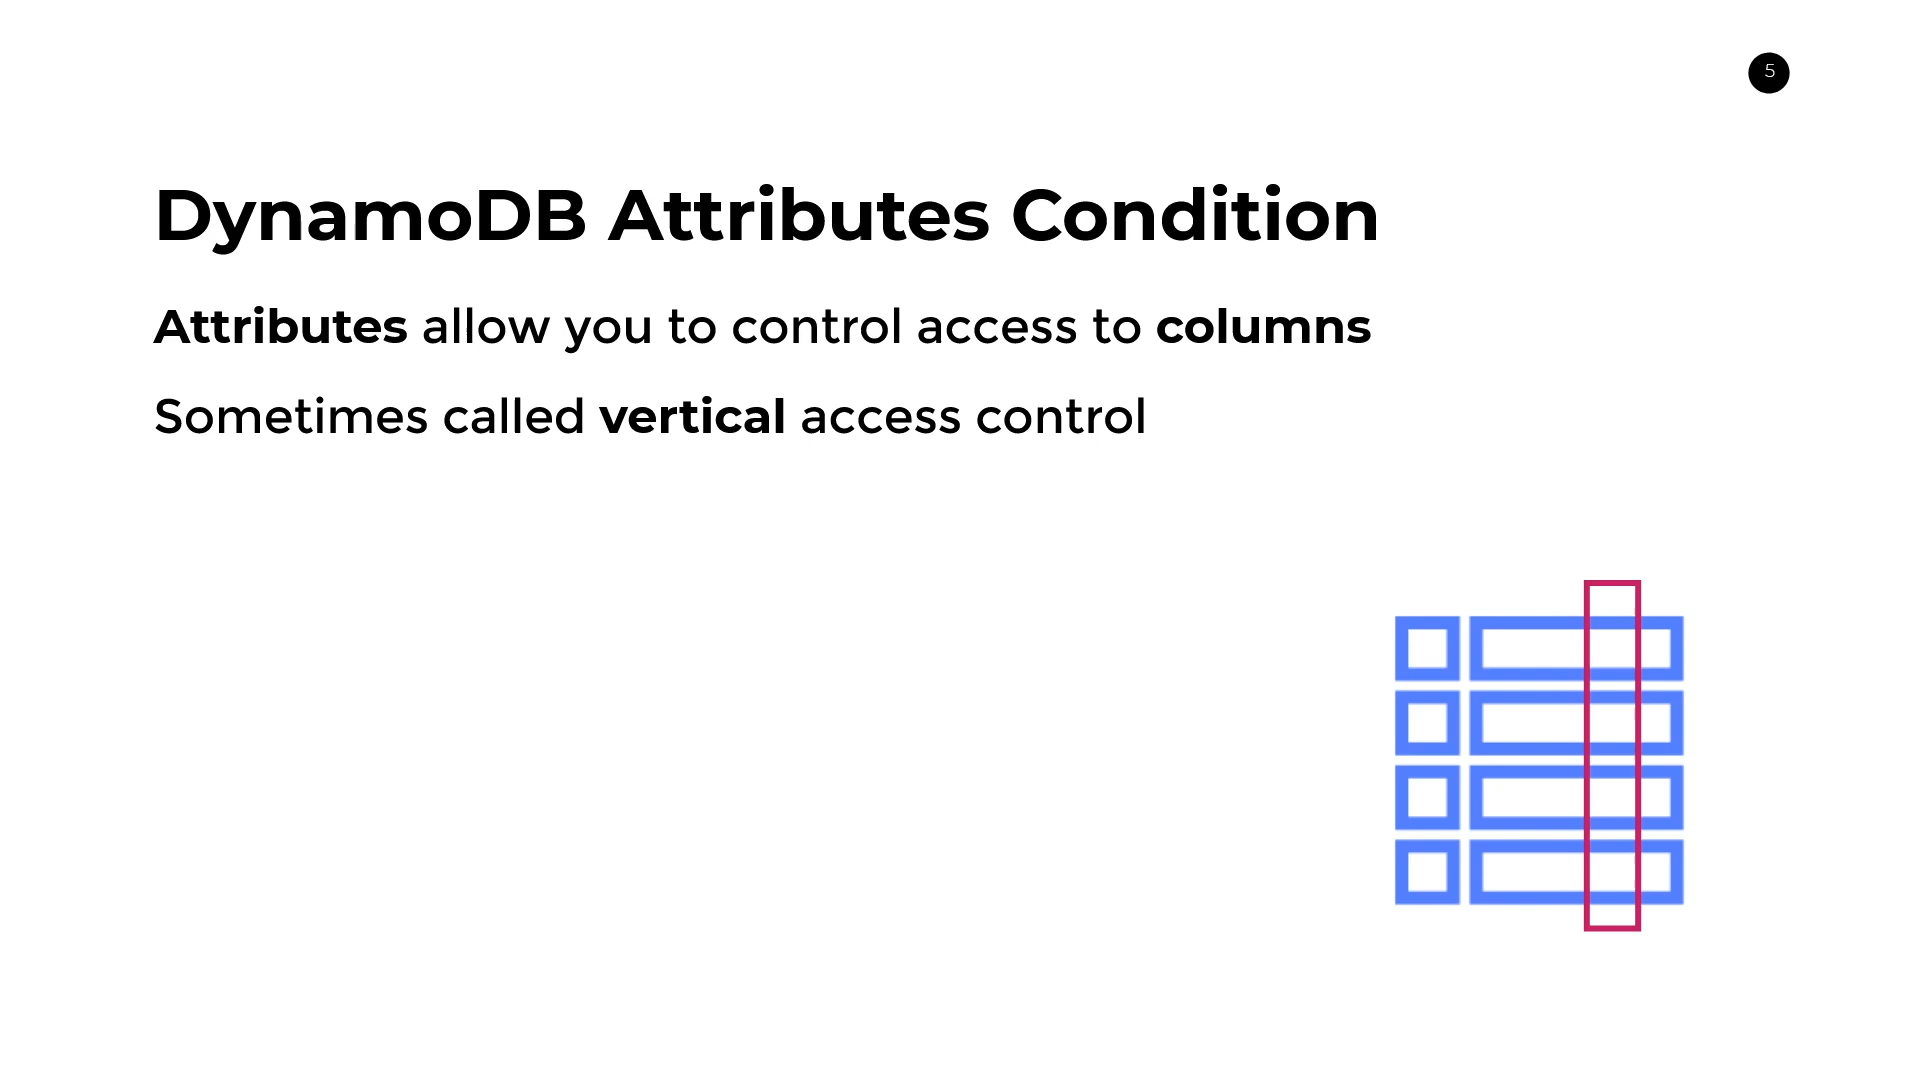 5
DynamoDB Attributes Condition
Attributes allow you to control access to columns
Sometimes called vertical access control